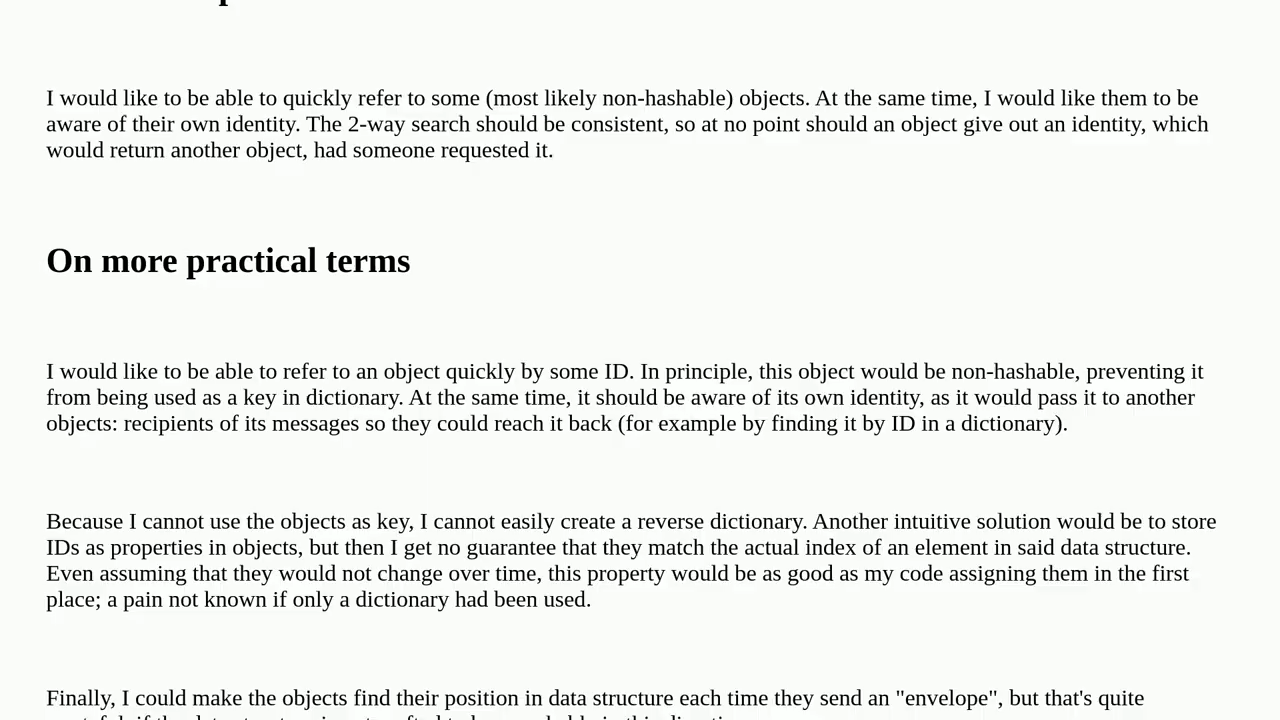 I would like to be able to quickly refer to some (most likely non-hashable) objects. At the same time, I would like them to be
aware of their own identity. The 2-way search should be consistent, so at no point should an object give out an identity, which
would return another object, had someone requested it.
On more practical terms
I would like to be able to refer to an object quickly by some ID. In principle, this object would be non-hashable, preventing it
from being used as a key in dictionary. At the same time, it should be aware of its own identity, as it would pass it to another
objects: recipients of its messages so they could reach it back (for example by finding it by ID in a dictionary).
Because I cannot use the objects as key, I cannot easily create a reverse dictionary. Another intuitive solution would be to store
IDs as properties in objects, but then I get no guarantee that they match the actual index of an element in said data structure.
Even assuming that they would not change over time, this property would be as good as my code assigning them in the first
place; a pain not known if only a dictionary had been used.
Finally, I could make the objects find their position in data structure each time they send an "envelope", but that's quite